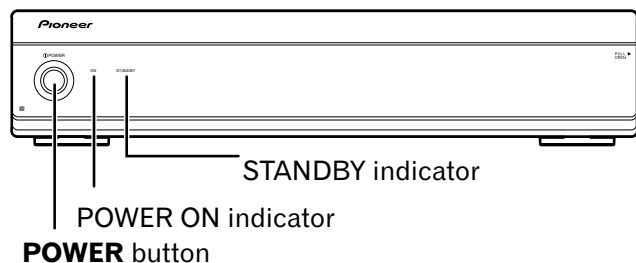 Pioneer
POWER
ON STANDBY
PULL
OPEN
STANDBY indicator
POWER ON indicator
POWER button